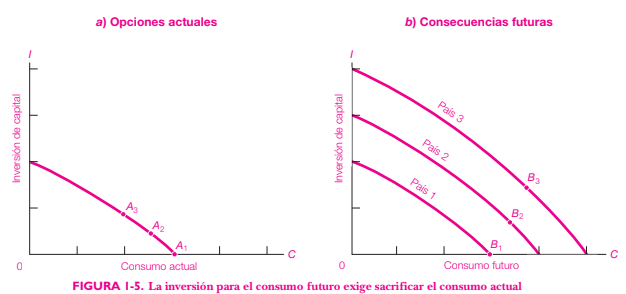 a) Opciones actuales
I
Inversión de capital
A3
A2
A1
C
0
Consumo actual
b) Consecuencias futuras
I
Inversión de capital
País 3
País 2
País 1
B3
B2
B1
C
0
Consumo futuro
FIGURA 1-5. La inversión para el consumo futuro exige sacrificar el consumo actual